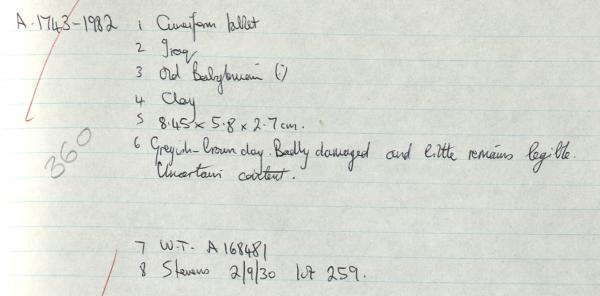 A.1743-1982 1 Cuneiform tablet
2 Iraq
3 Old Babylonian (?)
4 Clay
5 8.45 x 5.8 x 2.7 cm.
6 Greyish-brown clay. Badly damaged and little remains legible.
Uncertain content.
360
7 W.T. A 168481
8 Stevens 2/9/30 lot 259.